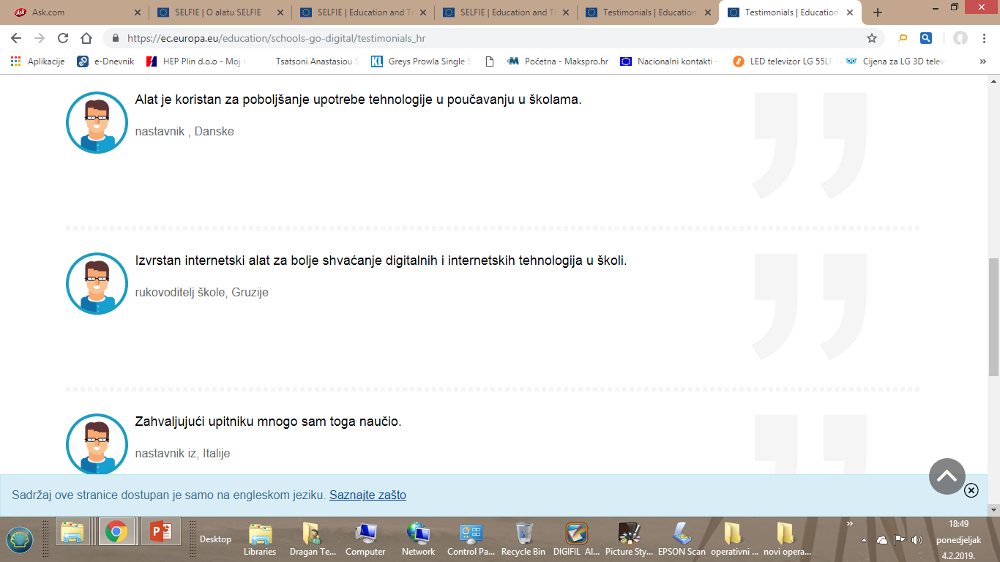 Ask.com
SELFIE | O alatu SELFIE
SELFIE | Education and Tr
SELFIE | Education and Tr
Testimonials | Education
Testimonials | Education
https://ec.europa.eu/education/schools-go-digital/testimonials_hr
Aplikacije
e-Dnevnik
HEP Plin d.o.o - Moj r
Tsatsoni Anastasiou S
Greys Prowla Single S
Početna - Makspro.hr
Nacionalni kontakti -
LED televizor LG 55LF
Cijena za LG 3D telev
»
Alat je koristan za poboljšanje upotrebe tehnologije u poučavanju u školama.
nastavnik , Danske
Izvrstan internetski alat za bolje shvaćanje digitalnih i internetskih tehnologija u školi.
rukovoditelj škole, Gruzije
Zahvaljujući upitniku mnogo sam toga naučio.
nastavnik iz, Italije
Sadržaj ove stranice dostupan je samo na engleskom jeziku. Saznajte zašto
Desktop
Libraries
Dragan Te...
Computer
Network
Control Pa...
Recycle Bin
DIGIFIL Al...
Picture Sty...
EPSON Scan
operativni ...
novi opera...
»
18:49
ponedjeljak
4.2.2019.